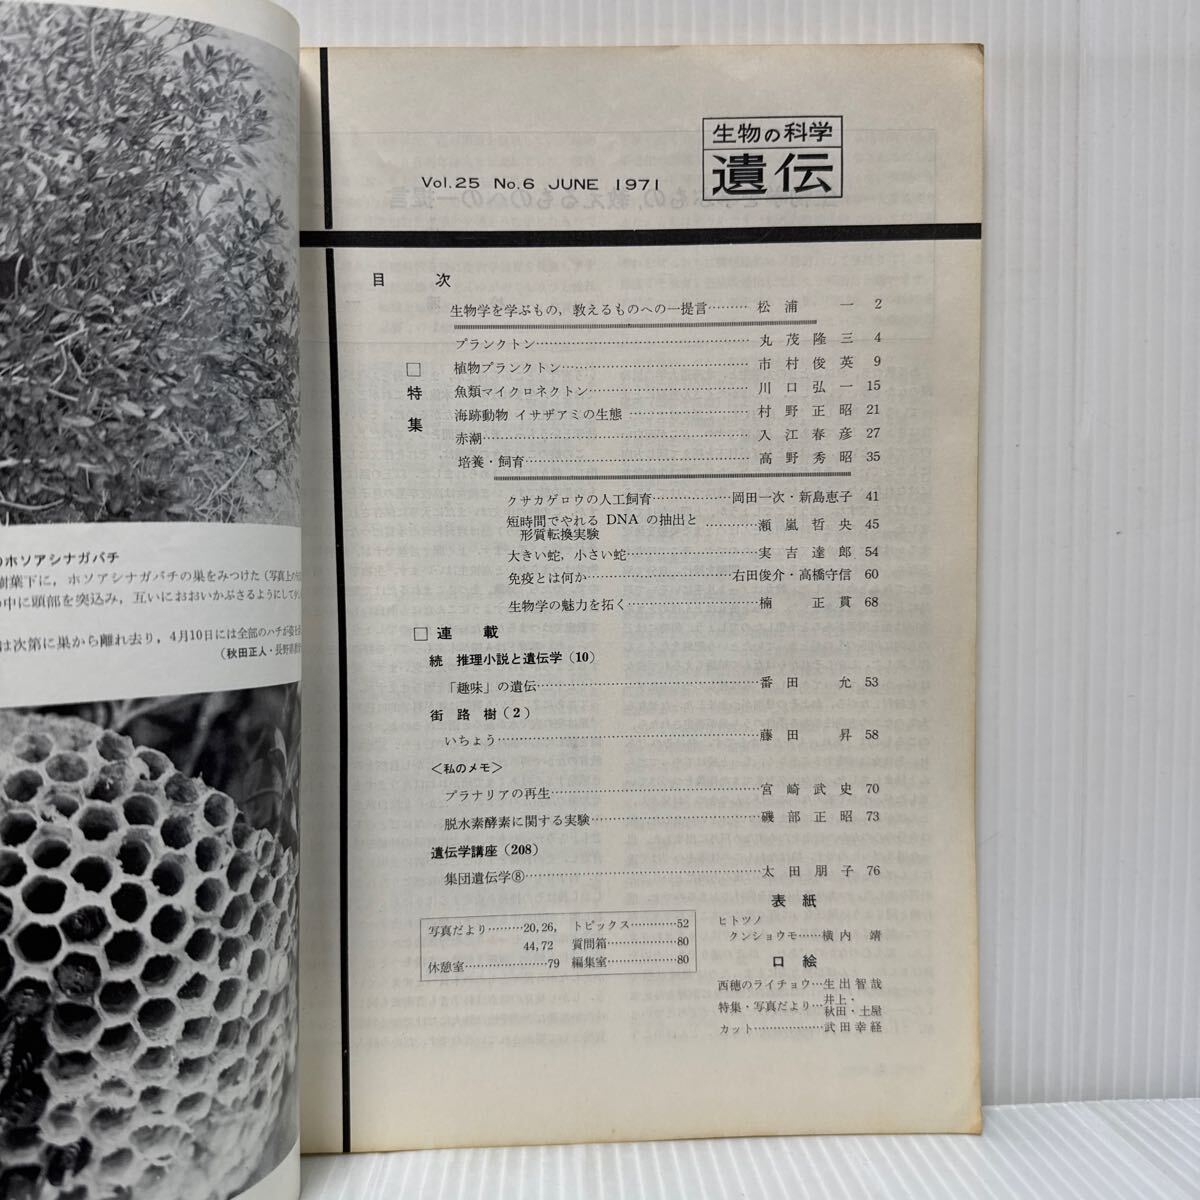 のホソアシナガバチ
樹葉下に，ホソアシナガバチの巣をみつけた（写真上の
の中に頭部を突込み，互いにおおいかぶさるようにして
は次第に巣から離れ去り，4月10日には全部のハチが
（秋田正人・長野県
生物の科学
遺伝
Vol.25 No.6 JUNE 1971
目次
生物学を学ぶもの，教えるものへの一提言………松浦一 2
プランクトン………丸茂隆三 4
□特集
植物プランクトン………市村俊英 9
魚類マイクロネクトン………川口弘一 15
海跡動物 イサザアミの生態………村野正昭 21
赤潮………入江春彦 27
培養・飼育………高野秀昭 35
クサカゲロウの人工飼育………岡田一次・新島恵子 41
短時間でやれる DNA の抽出と
形質転換実験………瀬嵐哲央 45
大きい蛇，小さい蛇………実吉達郎 54
免疫とは何か………右田俊介・高橋守信 60
生物学の魅力を拓く………楠正貫 68
□連載
続 推理小説と遺伝学（10）
「趣味」の遺伝………番田允 53
街路樹（2）
いちょう………藤田昇 58
＜私のメモ＞
プラナリアの再生………宮崎武史 70
脱水素酵素に関する実験………磯部正昭 73
遺伝学講座（208）
集団遺伝学⑧………太田朋子 76
写真だより………20,26,
44,72
休憩室………79
トピックス………52
質問箱………80
編集室………80
表紙
ヒトツノ
クンショウモ……横内靖
口絵
西穂のライチョウ…生出智哉
特集・写真だより…井上・秋田・土屋
カット………武田幸経